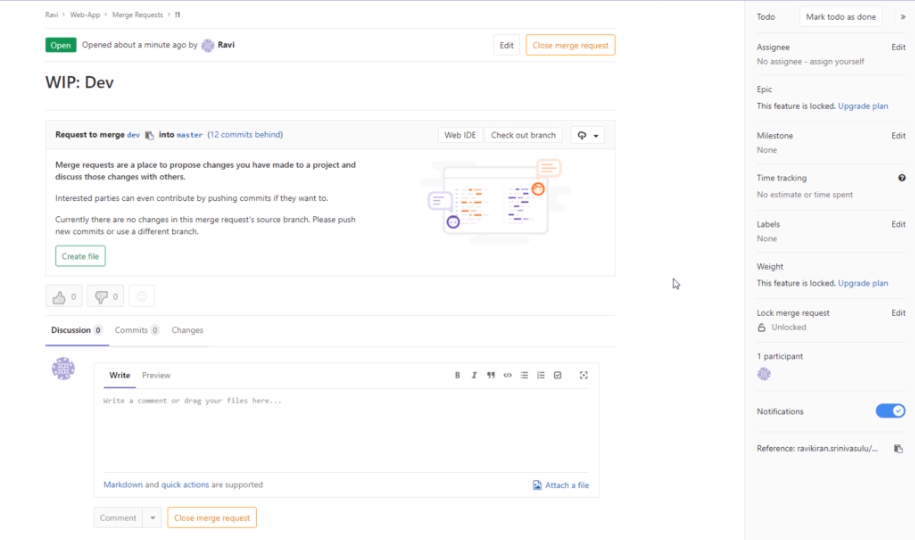 Ravi › Web-App › Merge Requests › !1
Open Opened about a minute ago by Ravi Edit Close merge request
WIP: Dev
Request to merge dev into master (12 commits behind) Web IDE Check out branch
Merge requests are a place to propose changes you have made to a project and
discuss those changes with others.
Interested parties can even contribute by pushing commits if they want to.
Currently there are no changes in this merge request's source branch. Please push
new commits or use a different branch.
Create file
0 0
Discussion 0 Commits 0 Changes
Write Preview
Write a comment or drag your files here...
Markdown and quick actions are supported Attach a file
Comment Close merge request
Todo Mark todo as done »
Assignee Edit
No assignee - assign yourself
Epic
This feature is locked. Upgrade plan
Milestone Edit
None
Time tracking
No estimate or time spent
Labels Edit
None
Weight
This feature is locked. Upgrade plan
Lock merge request Edit
Unlocked
1 participant
Notifications
Reference: ravikiran.srinivasulu/...